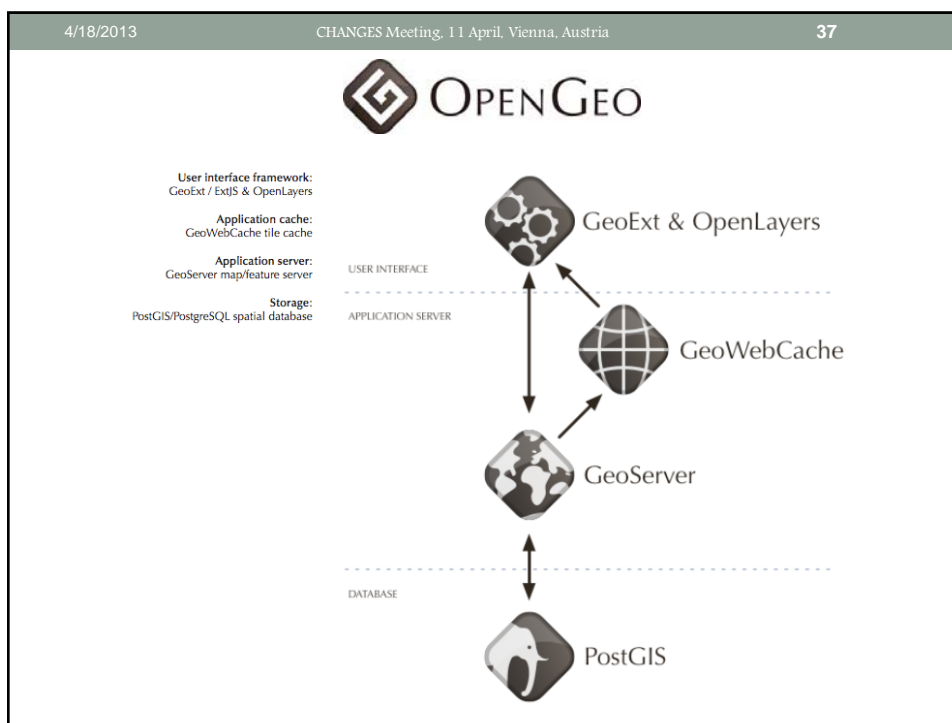 4/18/2013 CHANGES Meeting, 11 April, Vienna, Austria 37
OPENGEO
User interface framework:
GeoExt / ExtJS & OpenLayers
Application cache:
GeoWebCache tile cache
Application server:
GeoServer map/feature server
Storage:
PostGIS/PostgreSQL spatial database
GeoExt & OpenLayers
USER INTERFACE
APPLICATION SERVER
GeoWebCache
GeoServer
DATABASE
PostGIS